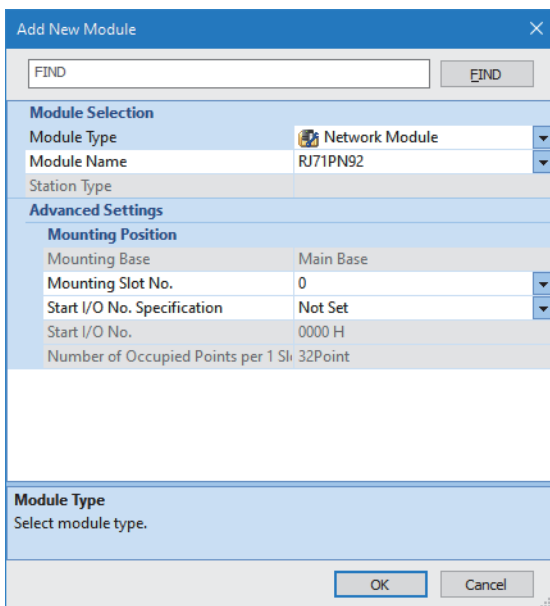 Add New Module
FIND
FIND
Module Selection
Module Type Network Module
Module Name RJ71PN92
Station Type
Advanced Settings
Mounting Position
Mounting Base Main Base
Mounting Slot No. 0
Start I/O No. Specification Not Set
Start I/O No. 0000 H
Number of Occupied Points per 1 Sl 32Point
Module Type
Select module type.
OK Cancel